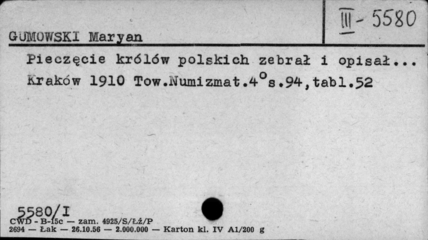 III - 5580
GUMOWSKI Maryan
Pieczęcie królów polskich zebrał i opisał...
Kraków 1910 Tow.Numizmat.4°s.94,tabl.52
5580/I
CWD - B-15c — zam. 4925/S/Łż/P
2694 — Łak — 26.10.56 — 2.000.000 — Karton kl. IV A1/200 g